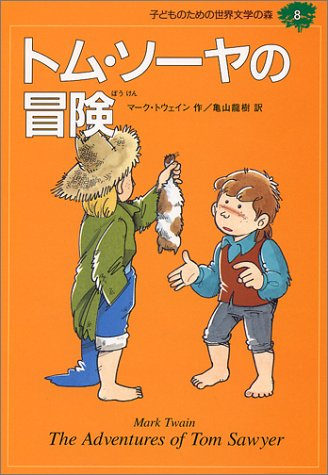 子どものための世界文学の森 8
トム・ソーヤの
冒険
ぼうけん
マーク・トウェイン 作／亀山龍樹 訳
Mark Twain
The Adventures of Tom Sawyer